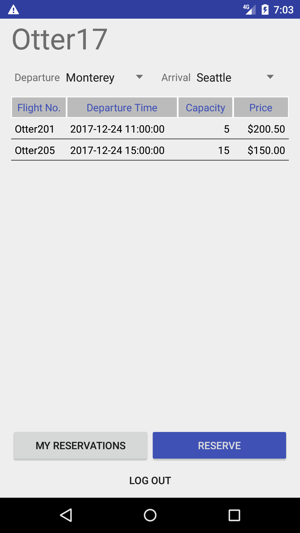 4G 7:03
Otter17
Departure Monterey Arrival Seattle
Flight No. Departure Time Capacity Price
Otter201 2017-12-24 11:00:00 5 $200.50
Otter205 2017-12-24 15:00:00 15 $150.00
MY RESERVATIONS RESERVE
LOG OUT